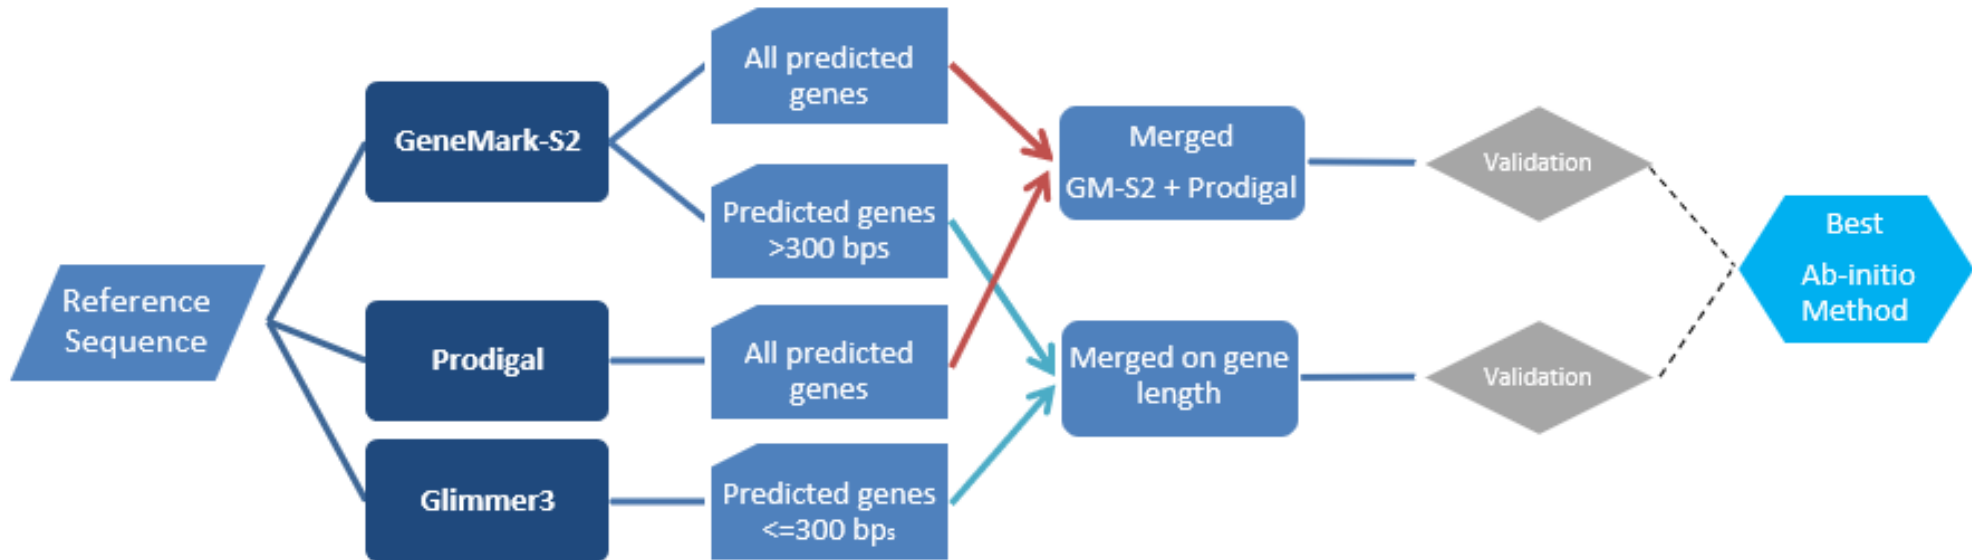 Reference
Sequence
GeneMark-S2
Prodigal
Glimmer3
All predicted
genes
Predicted genes
>300 bps
All predicted
genes
Predicted genes
<=300 bps
Merged
GM-S2 + Prodigal
Merged on gene
length
Validation
Validation
Best
Ab-initio
Method